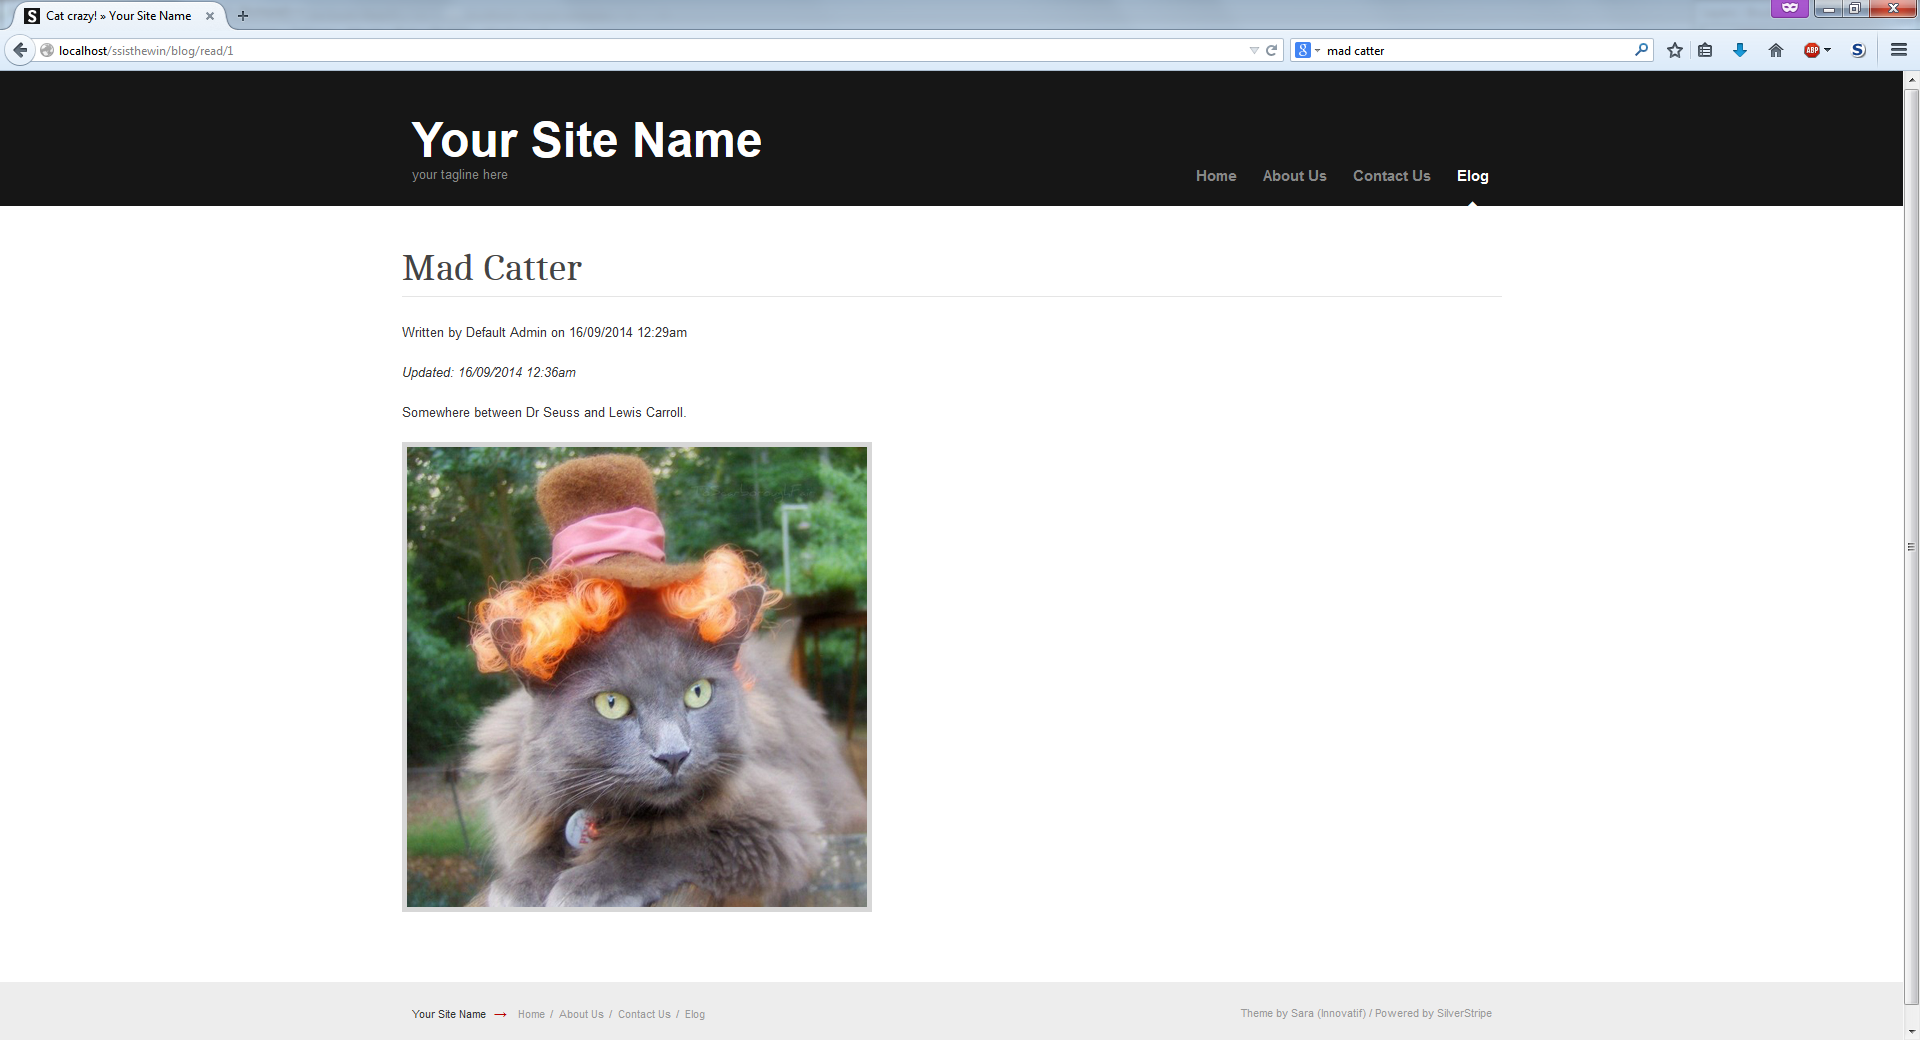 Cat crazy! » Your Site Name
localhost/ssisthewin/blog/read/1
mad catter
ABP
Your Site Name
your tagline here
Home About Us Contact Us Elog
Mad Catter
Written by Default Admin on 16/09/2014 12:29am
Updated: 16/09/2014 12:36am
Somewhere between Dr Seuss and Lewis Carroll.
Your Site Name → Home / About Us / Contact Us / Elog
Theme by Sara (Innovatif) / Powered by SilverStripe